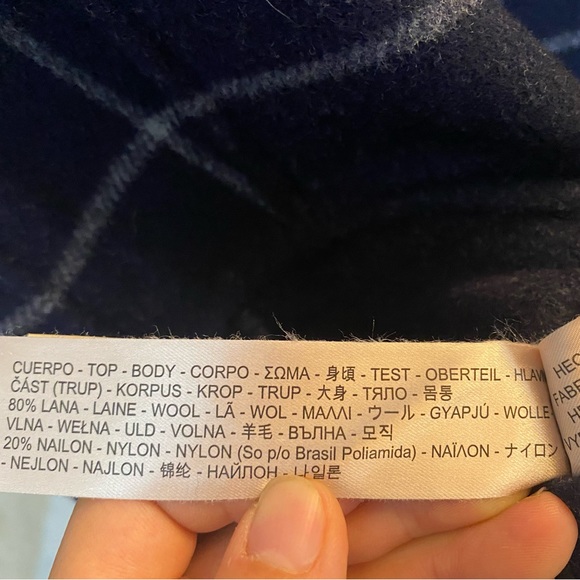 CUERPO - TOP - BODY - CORPO - ΣΩΜΑ - 身頃 - TEST - OBERTEIL - HLAVNÍ
ČÁST (TRUP) - KORPUS - KROP - TRUP - 大身 - ТЯЛО - 몸통
80% LANA - LAINE - WOOL - LÃ - WOL - ΜΑΛΛΙ - ウール - GYAPJÚ - WOLLE
VLNA - WEŁNA - ULD - VOLNA - 羊毛 - ВЪЛНА - 모직
20% NAILON - NYLON - NYLON (So p/o Brasil Poliamida) - ΝΑΪΛΟΝ - ナイロン
- NEJLON - NAJLON - 锦纶 - НАЙЛОН - 나일론
HEC
FABR